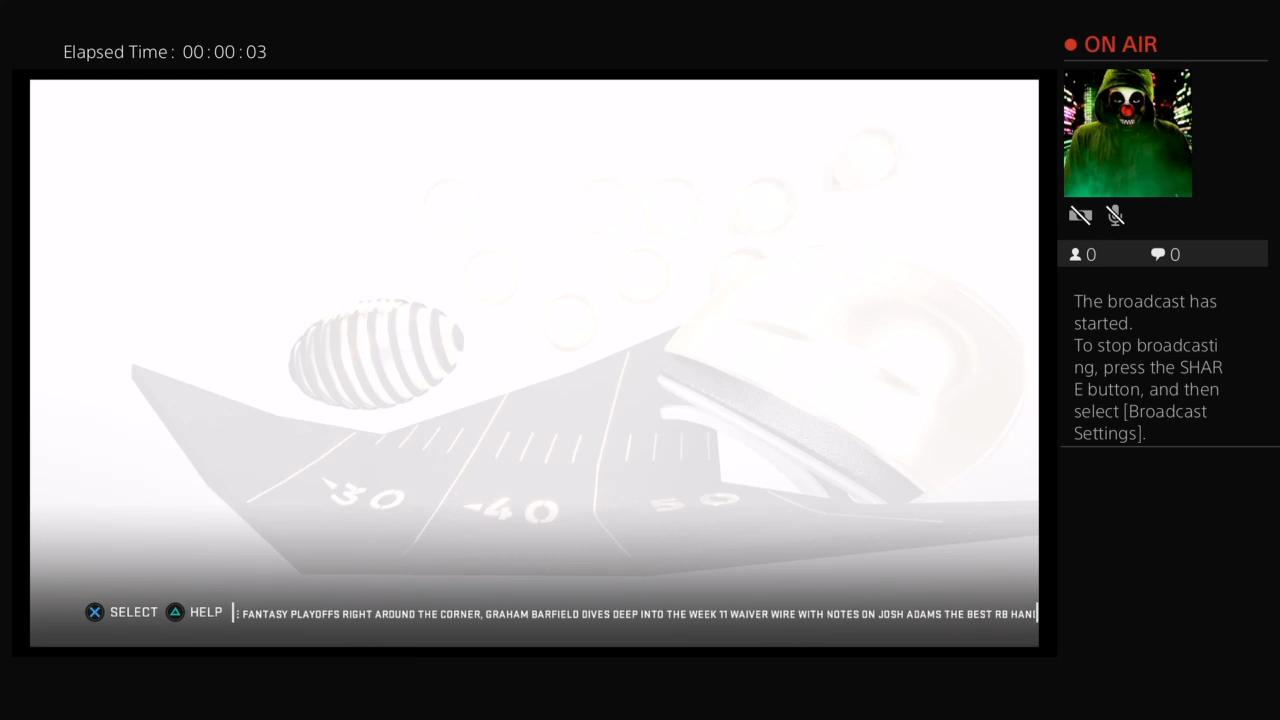 Elapsed Time: 00:00:03
ON AIR
0 0
The broadcast has
started.
To stop broadcasti
ng, press the SHAR
E button, and then
select [Broadcast
Settings].
30 40 50
SELECT HELP : FANTASY PLAYOFFS RIGHT AROUND THE CORNER, GRAHAM BARFIELD DIVES DEEP INTO THE WEEK 11 WAIVER WIRE WITH NOTES ON JOSH ADAMS THE BEST RB